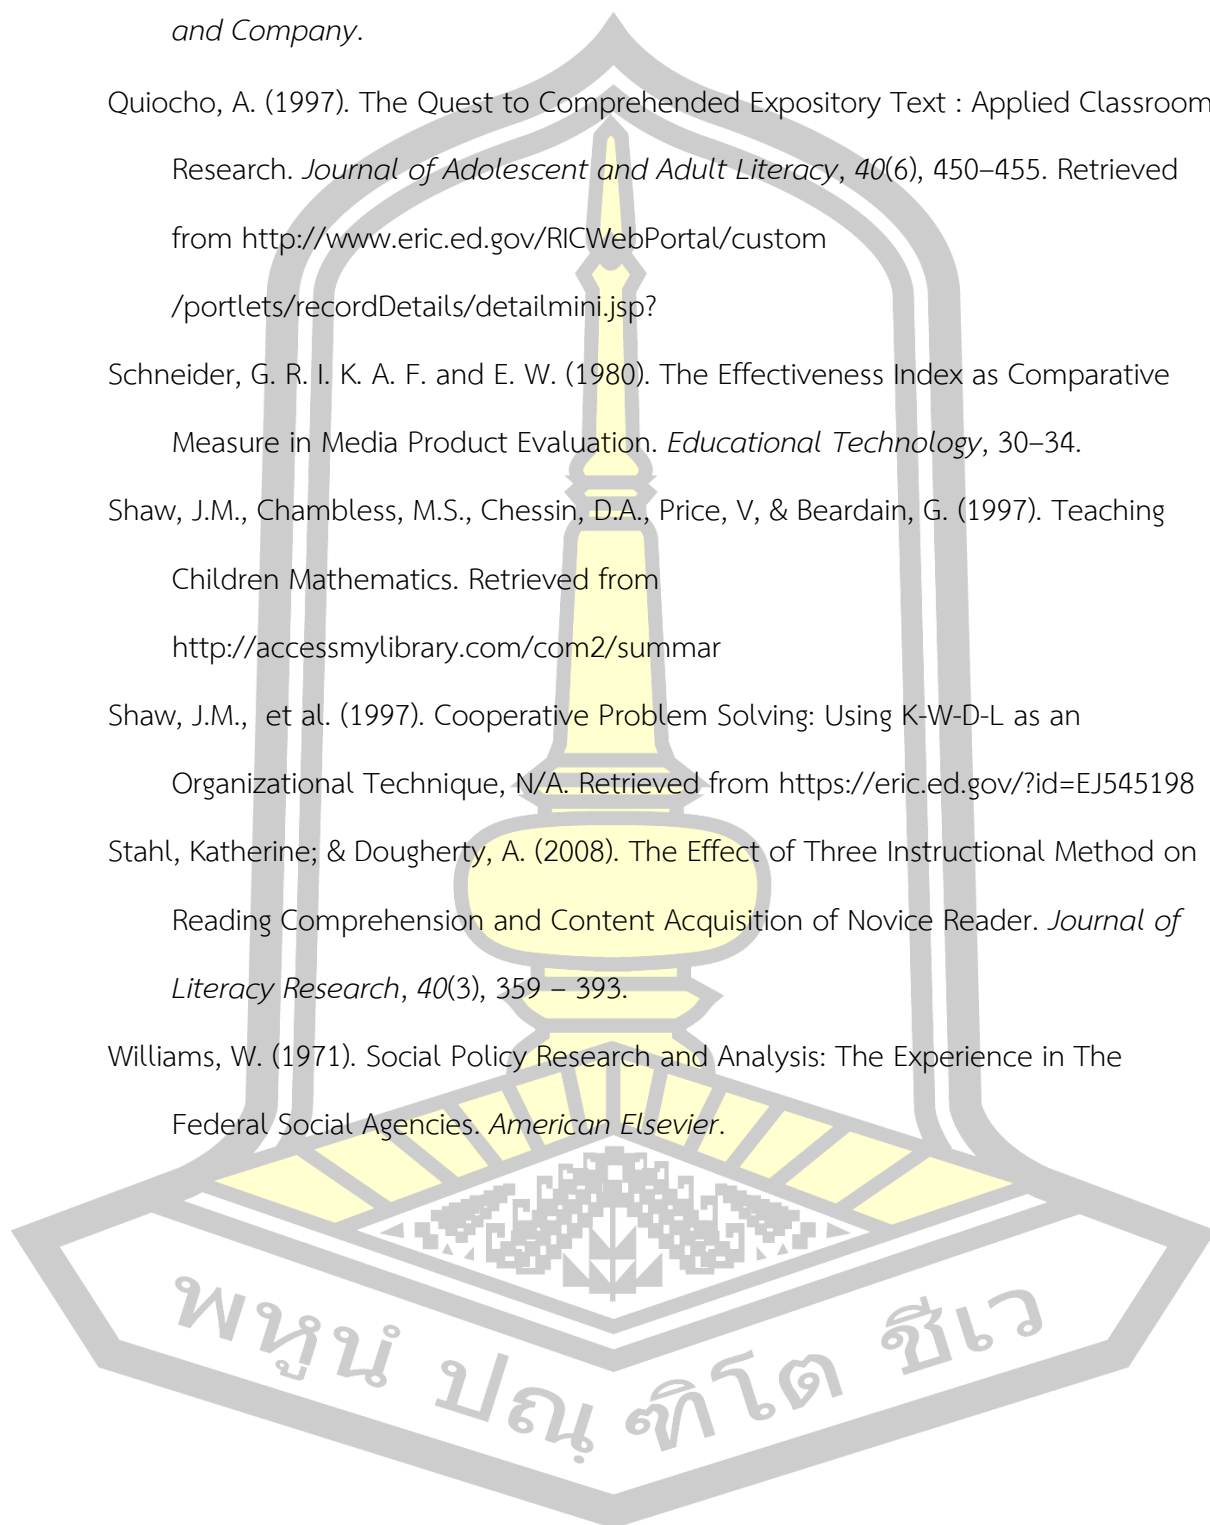 and Company.
Quiocho, A. (1997). The Quest to Comprehended Expository Text : Applied Classroom
Research. Journal of Adolescent and Adult Literacy, 40(6), 450–455. Retrieved
from http://www.eric.ed.gov/RICWebPortal/custom
/portlets/recordDetails/detailmini.jsp?
Schneider, G. R. I. K. A. F. and E. W. (1980). The Effectiveness Index as Comparative
Measure in Media Product Evaluation. Educational Technology, 30–34.
Shaw, J.M., Chambless, M.S., Chessin, D.A., Price, V, & Beardain, G. (1997). Teaching
Children Mathematics. Retrieved from
http://accessmylibrary.com/com2/summar
Shaw, J.M.,  et al. (1997). Cooperative Problem Solving: Using K-W-D-L as an
Organizational Technique, N/A. Retrieved from https://eric.ed.gov/?id=EJ545198
Stahl, Katherine; & Dougherty, A. (2008). The Effect of Three Instructional Method on
Reading Comprehension and Content Acquisition of Novice Reader. Journal of
Literacy Research, 40(3), 359 – 393.
Williams, W. (1971). Social Policy Research and Analysis: The Experience in The
Federal Social Agencies. American Elsevier.
พหูนํ ปณฺ ฑิโต ชีเว